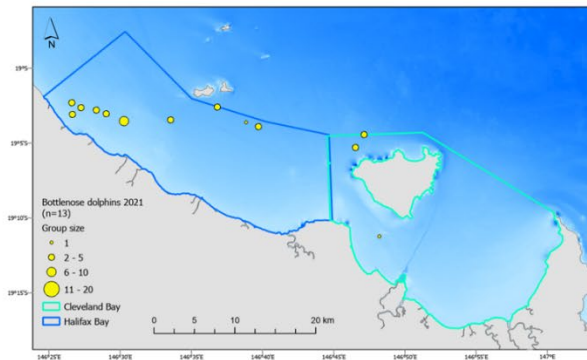 N
19°5'
19°5'
19°10'
19°15'
Bottlenose dolphins 2021
(n=13)
Group size
1
2 - 5
6 - 10
11 - 20
Cleveland Bay
Halifax Bay
0 5 10 20 km
146°25'E 146°30'E 146°35'E 146°40'E 146°45'E 146°50'E 146°55'E 147°E